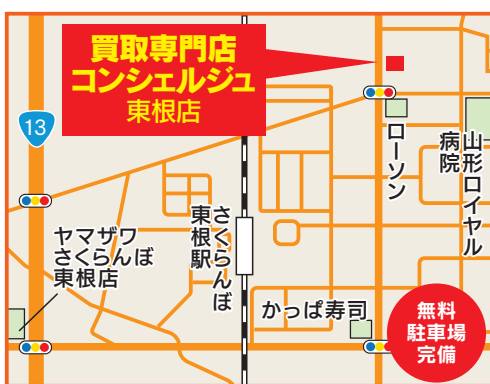 買取専門店
コンシェルジュ
東根店
13
ローソン
山形ロイヤル
病院
さくらんぼ
東根駅
ヤマザワ
さくらんぼ
東根店
かっぱ寿司
無料
駐車場
完備